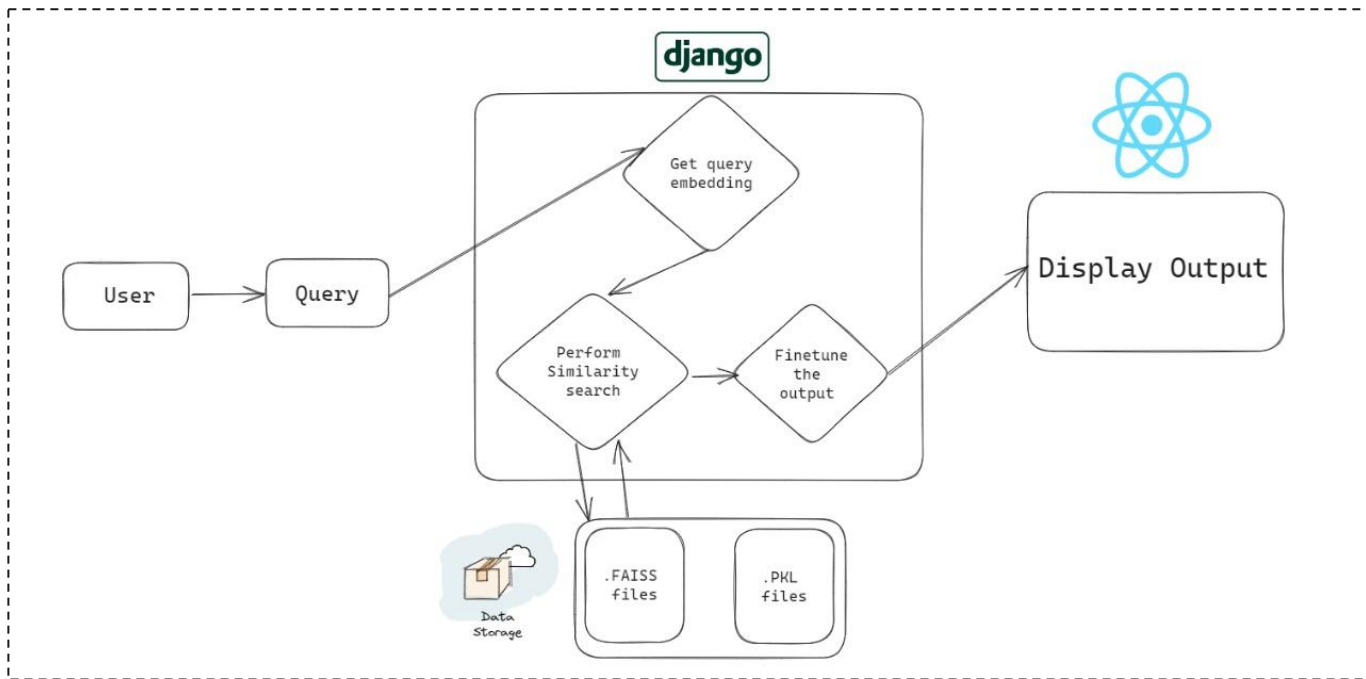 django
Get query
embedding
User
Query
Display Output
Perform
Similarity
search
Finetune
the
output
.FAISS
files
.PKL
files
Data
Storage